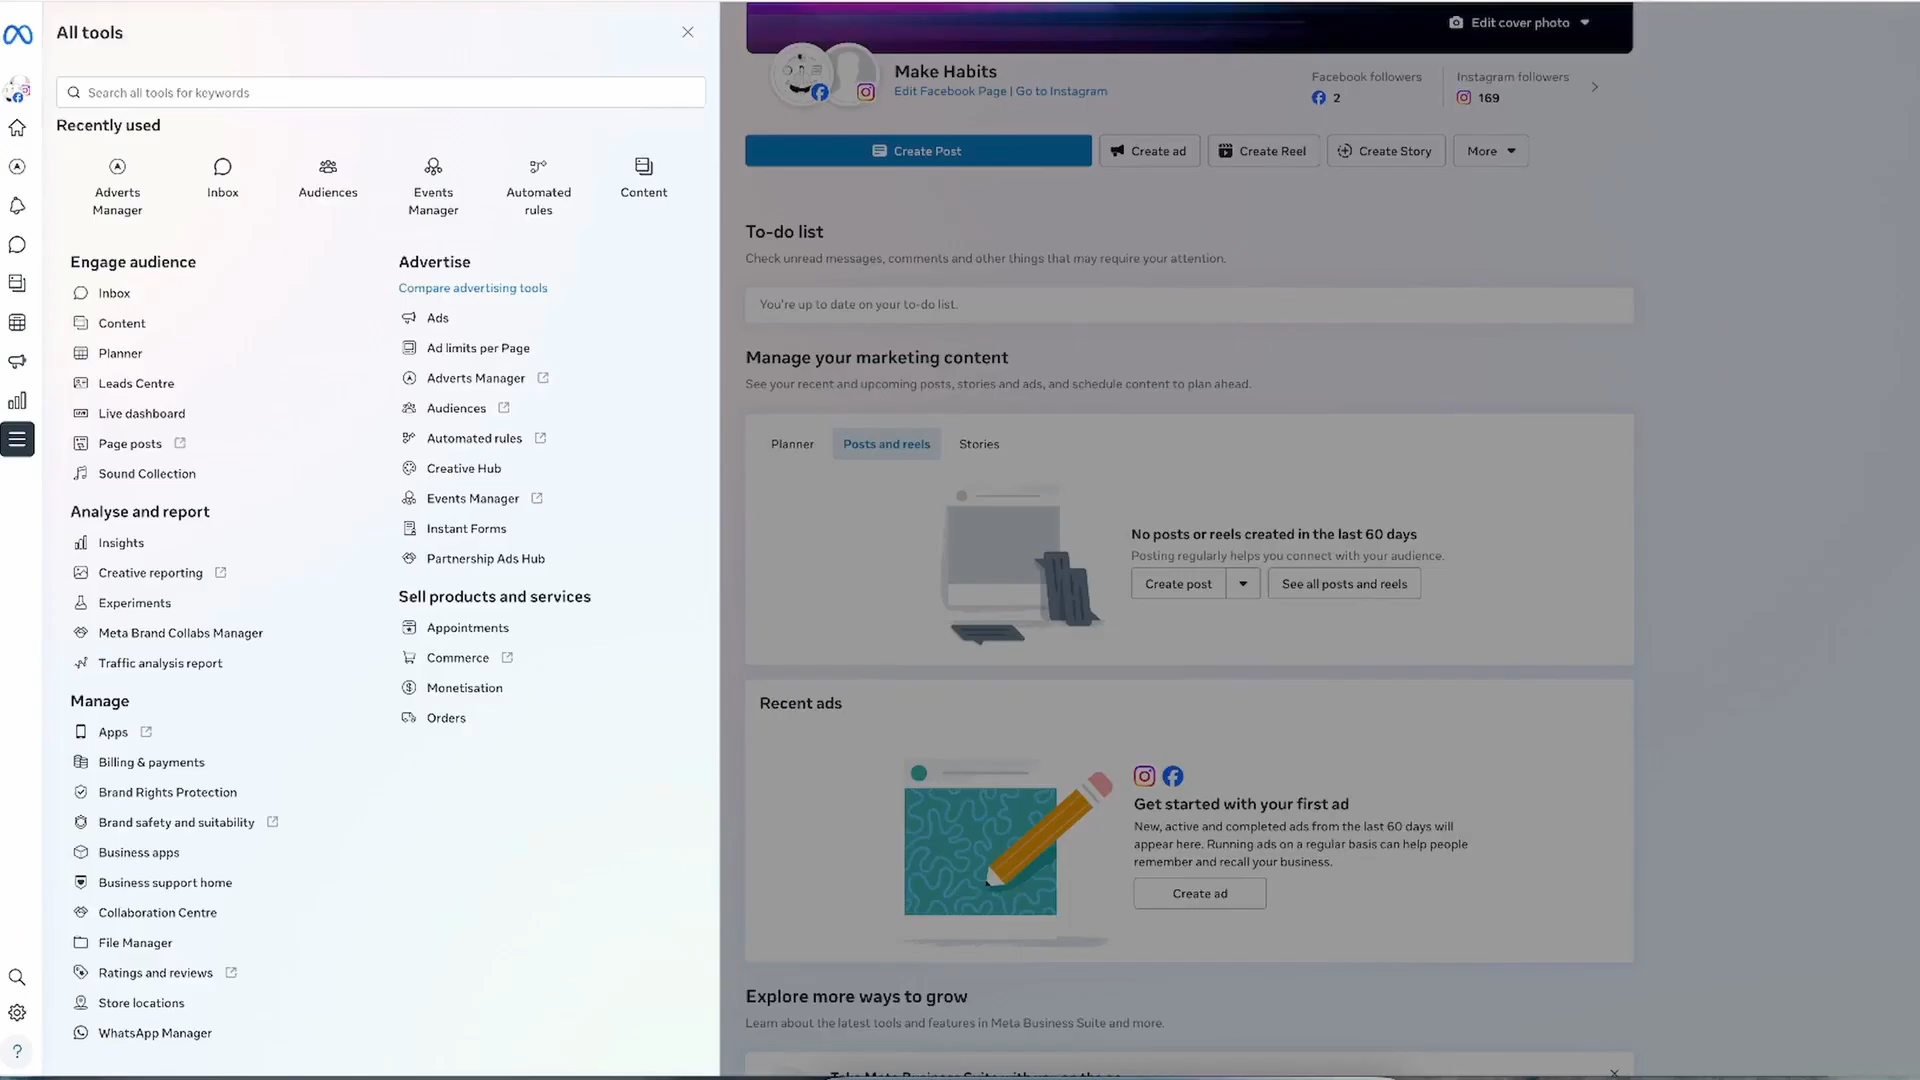 All tools
Search all tools for keywords
Recently used
Adverts
Manager
Inbox
Audiences
Events
Manager
Automated
rules
Content
Engage audience
Inbox
Content
Planner
Leads Centre
Live dashboard
Page posts
Sound Collection
Analyse and report
Insights
Creative reporting
Experiments
Meta Brand Collabs Manager
Traffic analysis report
Manage
Apps
Billing & payments
Brand Rights Protection
Brand safety and suitability
Business apps
Business support home
Collaboration Centre
File Manager
Ratings and reviews
Store locations
WhatsApp Manager
Advertise
Compare advertising tools
Ads
Ad limits per Page
Adverts Manager
Audiences
Automated rules
Creative Hub
Events Manager
Instant Forms
Partnership Ads Hub
Sell products and services
Appointments
Commerce
Monetisation
Orders
Edit cover photo
Make Habits
Edit Facebook Page | Go to Instagram
Facebook followers
2
Instagram followers
169
Create Post
Create ad
Create Reel
Create Story
More
To-do list
Check unread messages, comments and other things that may require your attention.
You're up to date on your to-do list.
Manage your marketing content
See your recent and upcoming posts, stories and ads, and schedule content to plan ahead.
Planner
Posts and reels
Stories
No posts or reels created in the last 60 days
Posting regularly helps you connect with your audience.
Create post
See all posts and reels
Recent ads
Get started with your first ad
New, active and completed ads from the last 60 days will
appear here. Running ads on a regular basis can help people
remember and recall your business.
Create ad
Explore more ways to grow
Learn about the latest tools and features in Meta Business Suite and more.
Take Meta Business Suite with you on the go